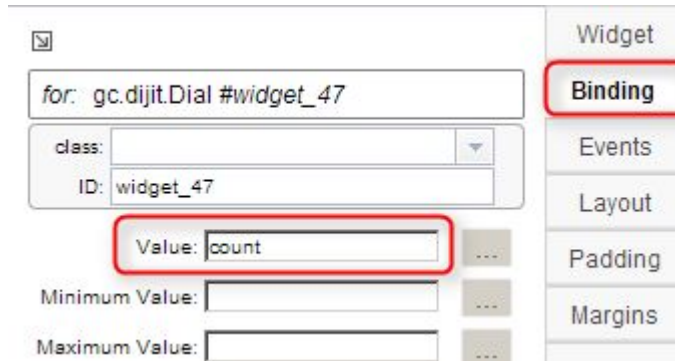 Widget
for: gc.dijit.Dial #widget_47
Binding
class:
Events
ID: widget_47
Layout
Value: count
...
Padding
Minimum Value:
...
Margins
Maximum Value:
...